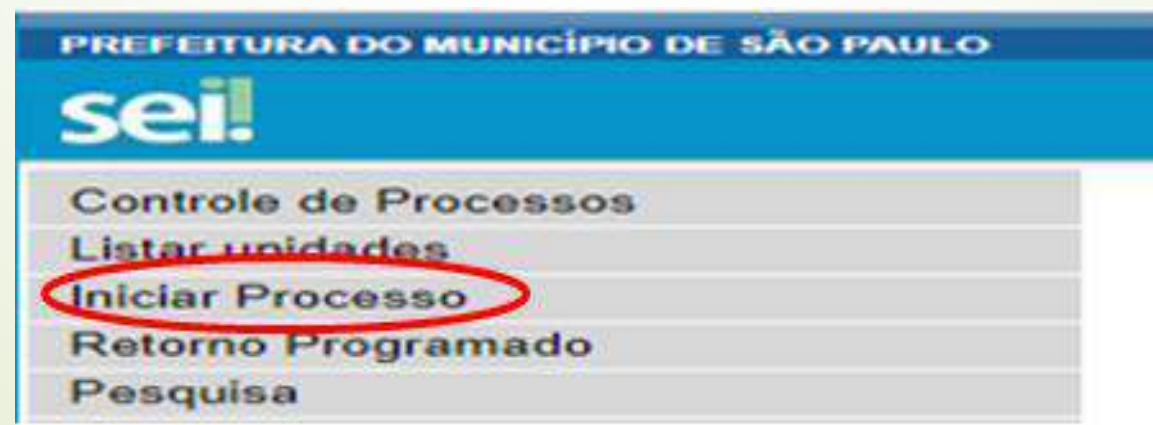 PREFEITURA DO MUNICÍPIO DE SÃO PAULO
sei!
Controle de Processos
Listar unidades
Iniciar Processo
Retorno Programado
Pesquisa